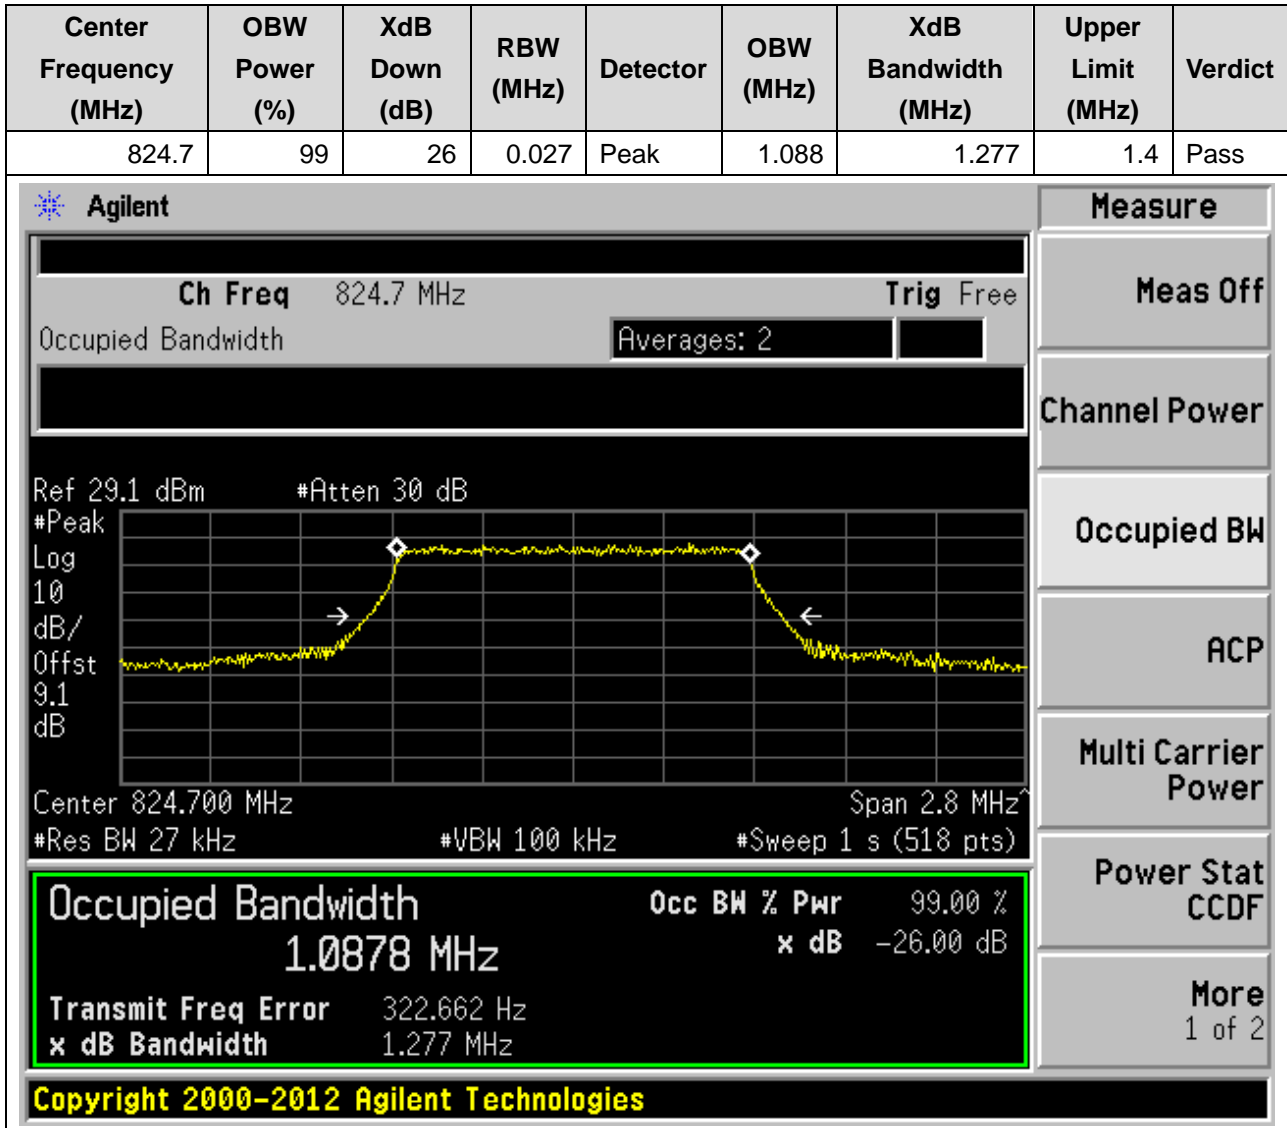 Center Frequency (MHz) OBW Power (%) XdB Down (dB) RBW (MHz) Detector OBW (MHz) XdB Bandwidth (MHz) Upper Limit (MHz) Verdict
824.7 99 26 0.027 Peak 1.088 1.277 1.4 Pass
Agilent
Measure
Ch Freq 824.7 MHz Trig Free
Occupied Bandwidth Averages: 2
Meas Off
Channel Power
Occupied BW
ACP
Multi Carrier
Power
Power Stat
CCDF
More
1 of 2
Ref 29.1 dBm #Atten 30 dB
#Peak
Log
10
dB/
Offst
9.1
dB
Center 824.700 MHz Span 2.8 MHz^
#Res BW 27 kHz #VBW 100 kHz #Sweep 1 s (518 pts)
Occupied Bandwidth Occ BW % Pwr 99.00 %
1.0878 MHz x dB -26.00 dB
Transmit Freq Error 322.662 Hz
x dB Bandwidth 1.277 MHz
Copyright 2000-2012 Agilent Technologies